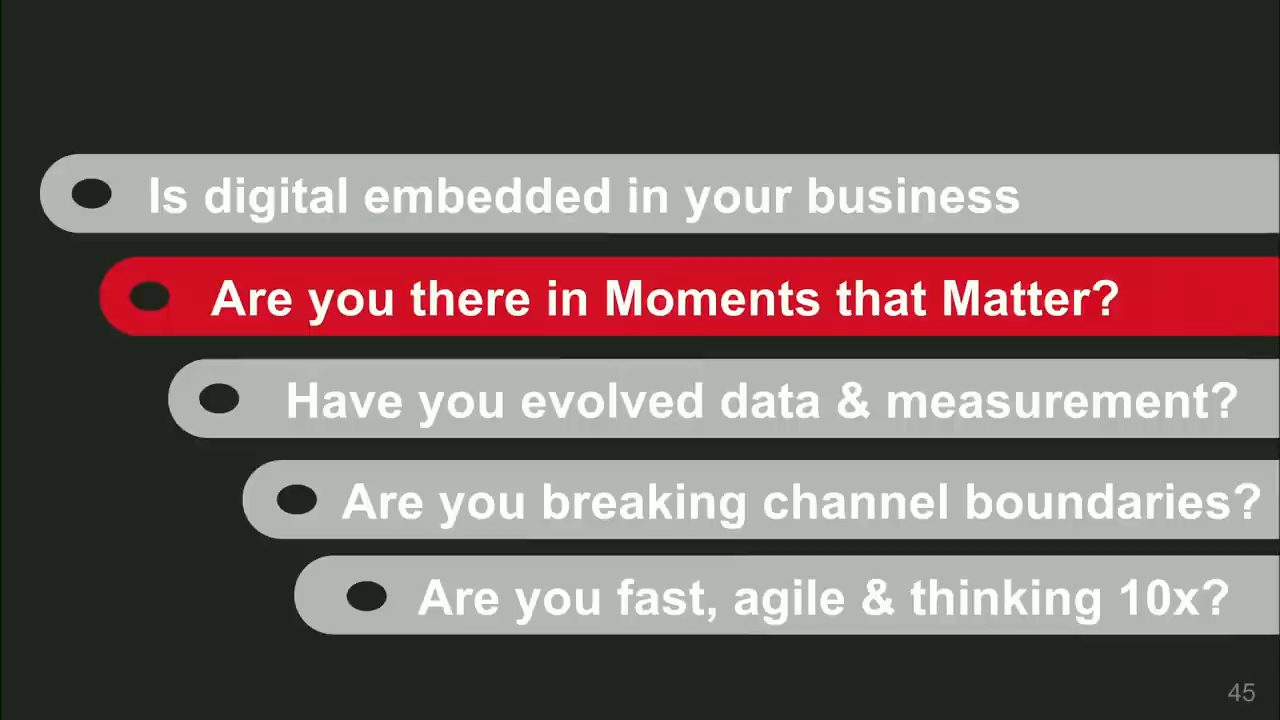 Is digital embedded in your business
Are you there in Moments that Matter?
Have you evolved data & measurement?
Are you breaking channel boundaries?
Are you fast, agile & thinking 10x?
45